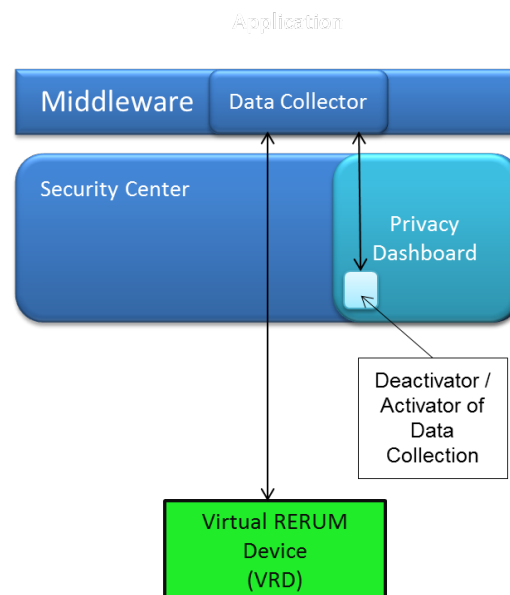 Application
Middleware
Data Collector
Security Center
Privacy
Dashboard
Deactivator /
Activator of
Data
Collection
Virtual RERUM
Device
(VRD)